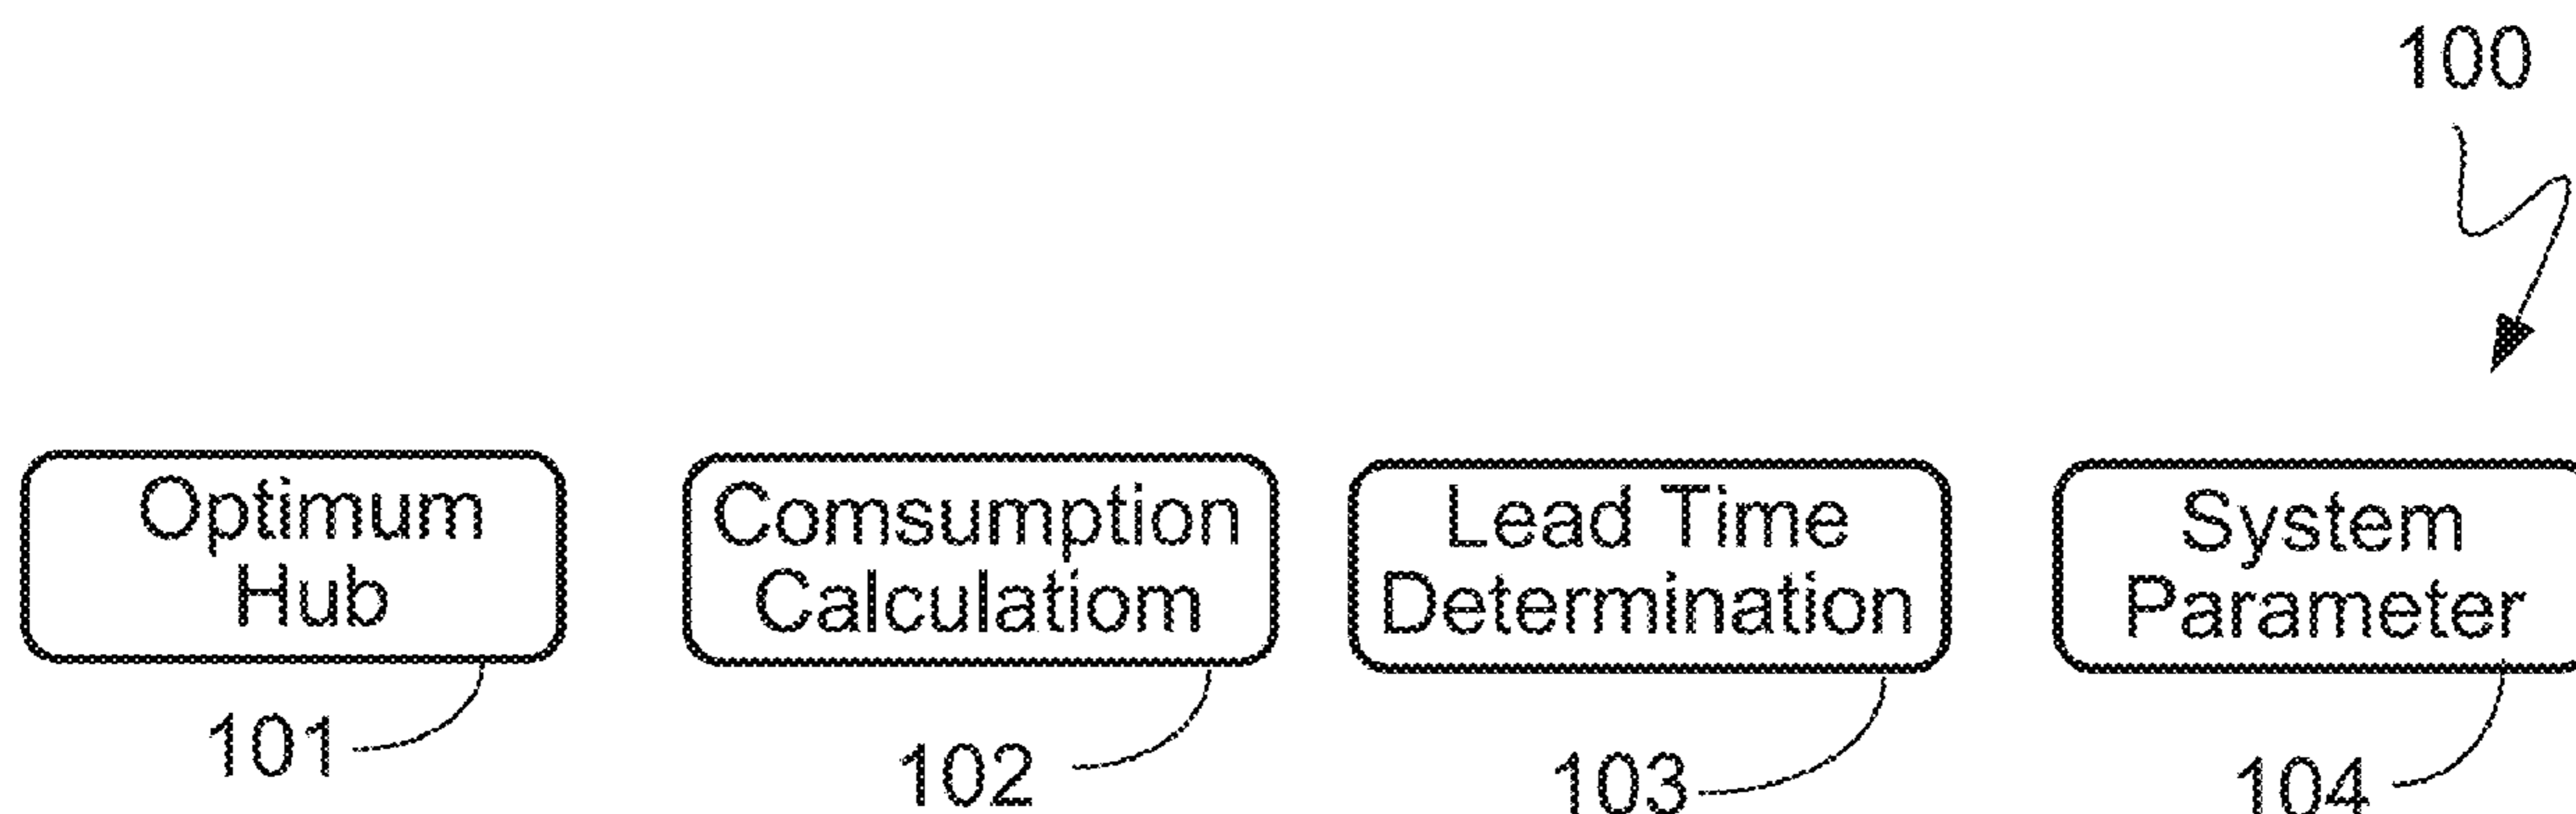 100
Optimum
Hub
Comsumption
Calculatiom
Lead Time
Determination
System
Parameter
101
102
103
104